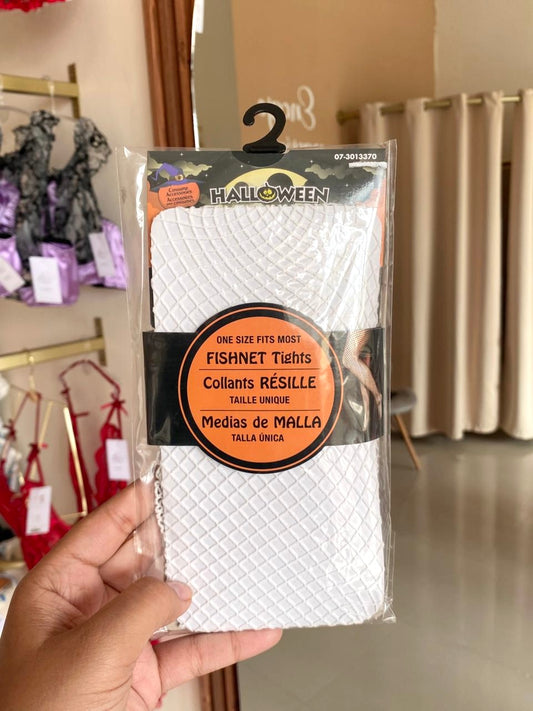 07-3013370
Costume
Accessories
HALLOWEEN
ONE SIZE FITS MOST
FISHNET Tights
Collants RÉSILLE
TAILLE UNIQUE
Medias de MALLA
TALLA ÚNICA